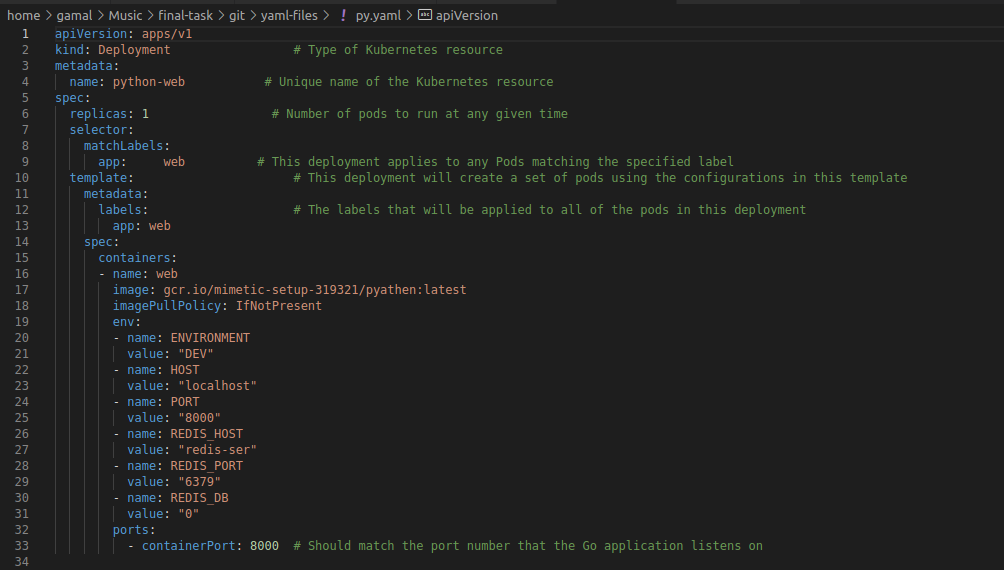 home > gamal > Music > final-task > git > yaml-files > ! py.yaml > abc apiVersion
1 apiVersion: apps/v1
2 kind: Deployment                 # Type of Kubernetes resource
3 metadata:
4   name: python-web           # Unique name of the Kubernetes resource
5 spec:
6   replicas: 1                 # Number of pods to run at any given time
7   selector:
8     matchLabels:
9       app:     web          # This deployment applies to any Pods matching the specified label
10   template:                      # This deployment will create a set of pods using the configurations in this template
11     metadata:
12       labels:                    # The labels that will be applied to all of the pods in this deployment
13         app: web
14     spec:
15       containers:
16       - name: web
17         image: gcr.io/mimetic-setup-319321/pyathen:latest
18         imagePullPolicy: IfNotPresent
19         env:
20         - name: ENVIRONMENT
21           value: "DEV"
22         - name: HOST
23           value: "localhost"
24         - name: PORT
25           value: "8000"
26         - name: REDIS_HOST
27           value: "redis-ser"
28         - name: REDIS_PORT
29           value: "6379"
30         - name: REDIS_DB
31           value: "0"
32         ports:
33           - containerPort: 8000  # Should match the port number that the Go application listens on
34